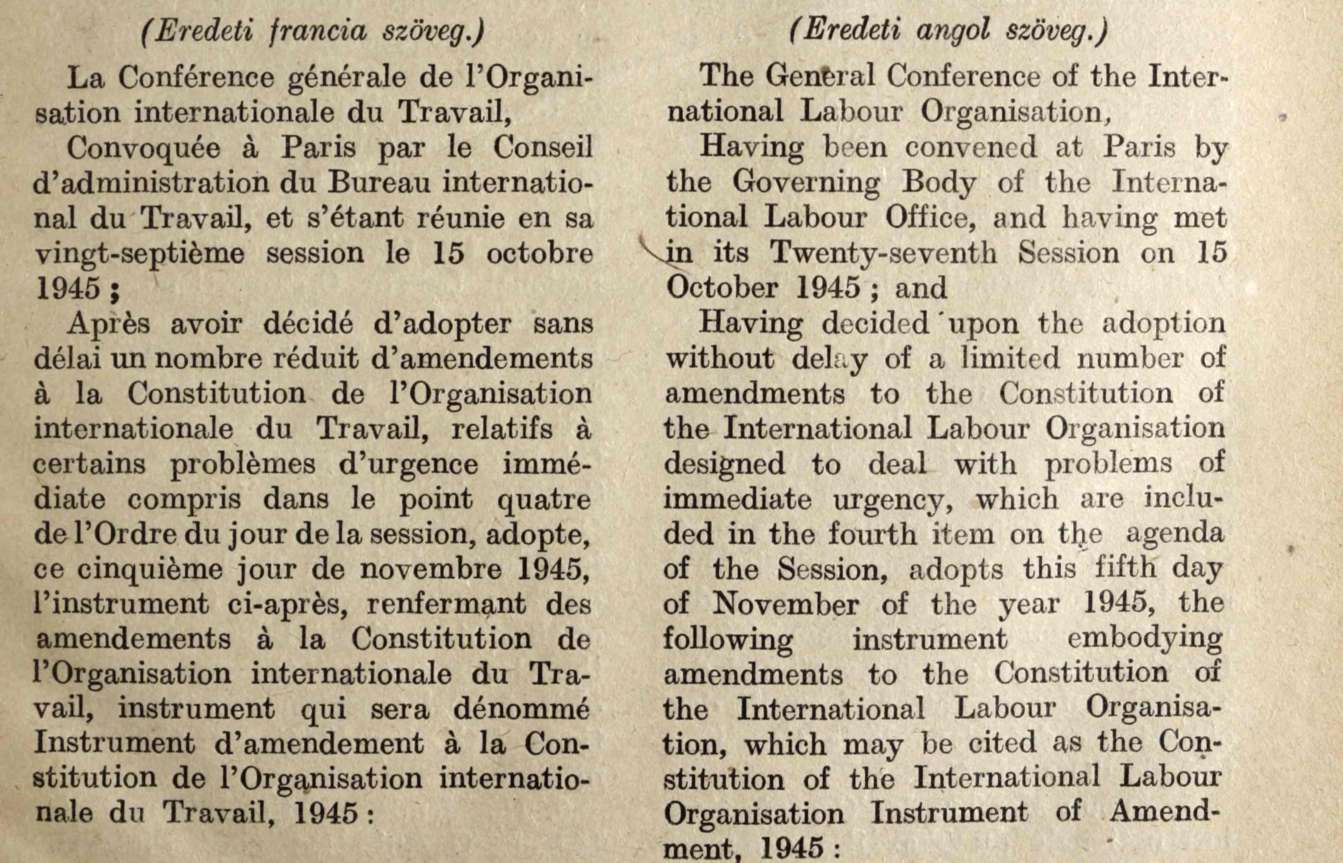 (Eredeti francia szöveg.)
La Conférence générale de l'Organi-
sation internationale du Travail,
Convoquée à Paris par le Conseil
d'administration du Bureau internatio-
nal du Travail, et s'étant réunie en sa
vingt-septième session le 15 octobre
1945 ;
Après avoir décidé d'adopter sans
délai un nombre réduit d'amendements
à la Constitution de l'Organisation
internationale du Travail, relatifs à
certains problèmes d'urgence immé-
diate compris dans le point quatre
de l'Ordre du jour de la session, adopte,
ce cinquième jour de novembre 1945,
l'instrument ci-après, renfermant des
amendements à la Constitution de
l'Organisation internationale du Tra-
vail, instrument qui sera dénommé
Instrument d'amendement à la Con-
stitution de l'Organisation internatio-
nale du Travail, 1945 :
(Eredeti angol szöveg.)
The General Conference of the Inter-
national Labour Organisation,
Having been convened at Paris by
the Governing Body of the Interna-
tional Labour Office, and having met
in its Twenty-seventh Session on 15
October 1945 ; and
Having decided upon the adoption
without delay of a limited number of
amendments to the Constitution of
the International Labour Organisation
designed to deal with problems of
immediate urgency, which are inclu-
ded in the fourth item on the agenda
of the Session, adopts this fifth day
of November of the year 1945, the
following instrument embodying
amendments to the Constitution of
the International Labour Organisa-
tion, which may be cited as the Con-
stitution of the International Labour
Organisation Instrument of Amend-
ment, 1945 :